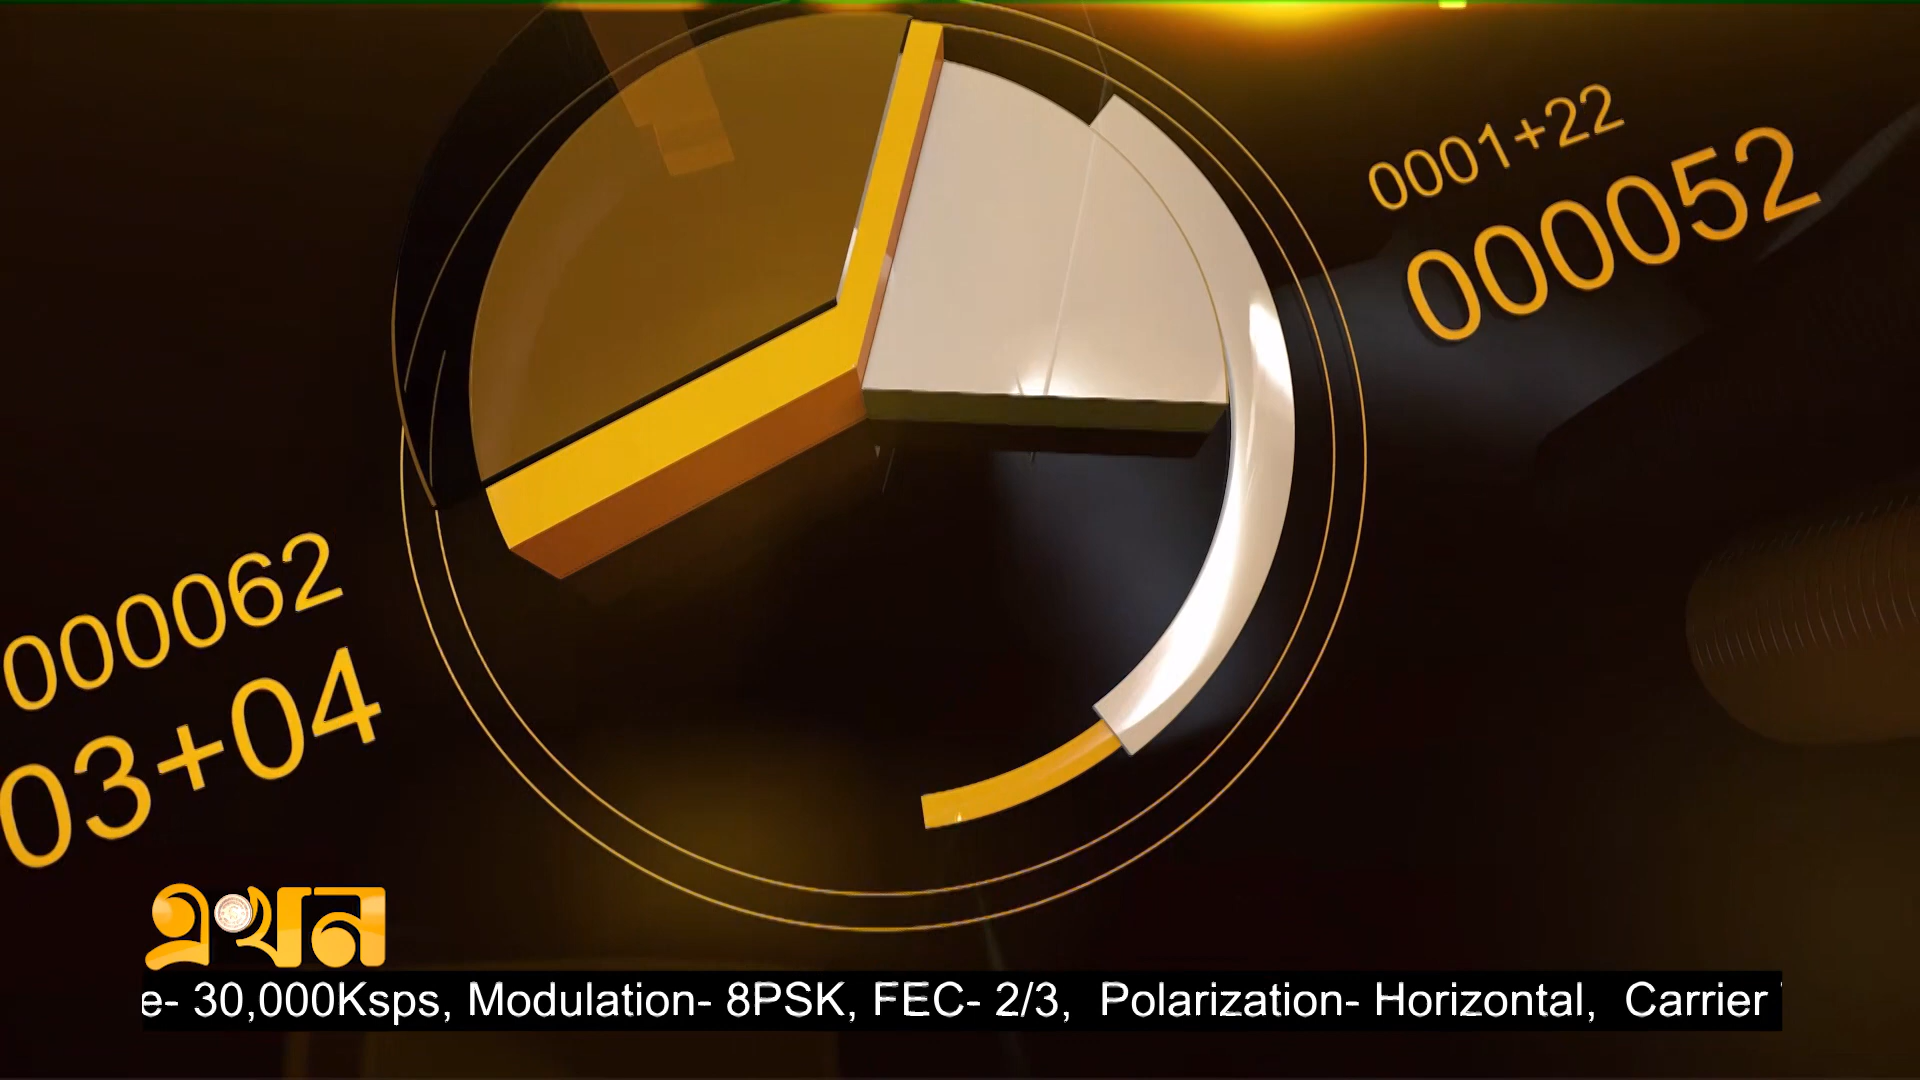 0001+22
000052
000062
03+04
এখন
e- 30,000Ksps, Modulation- 8PSK, FEC- 2/3, Polarization- Horizontal, Carrier